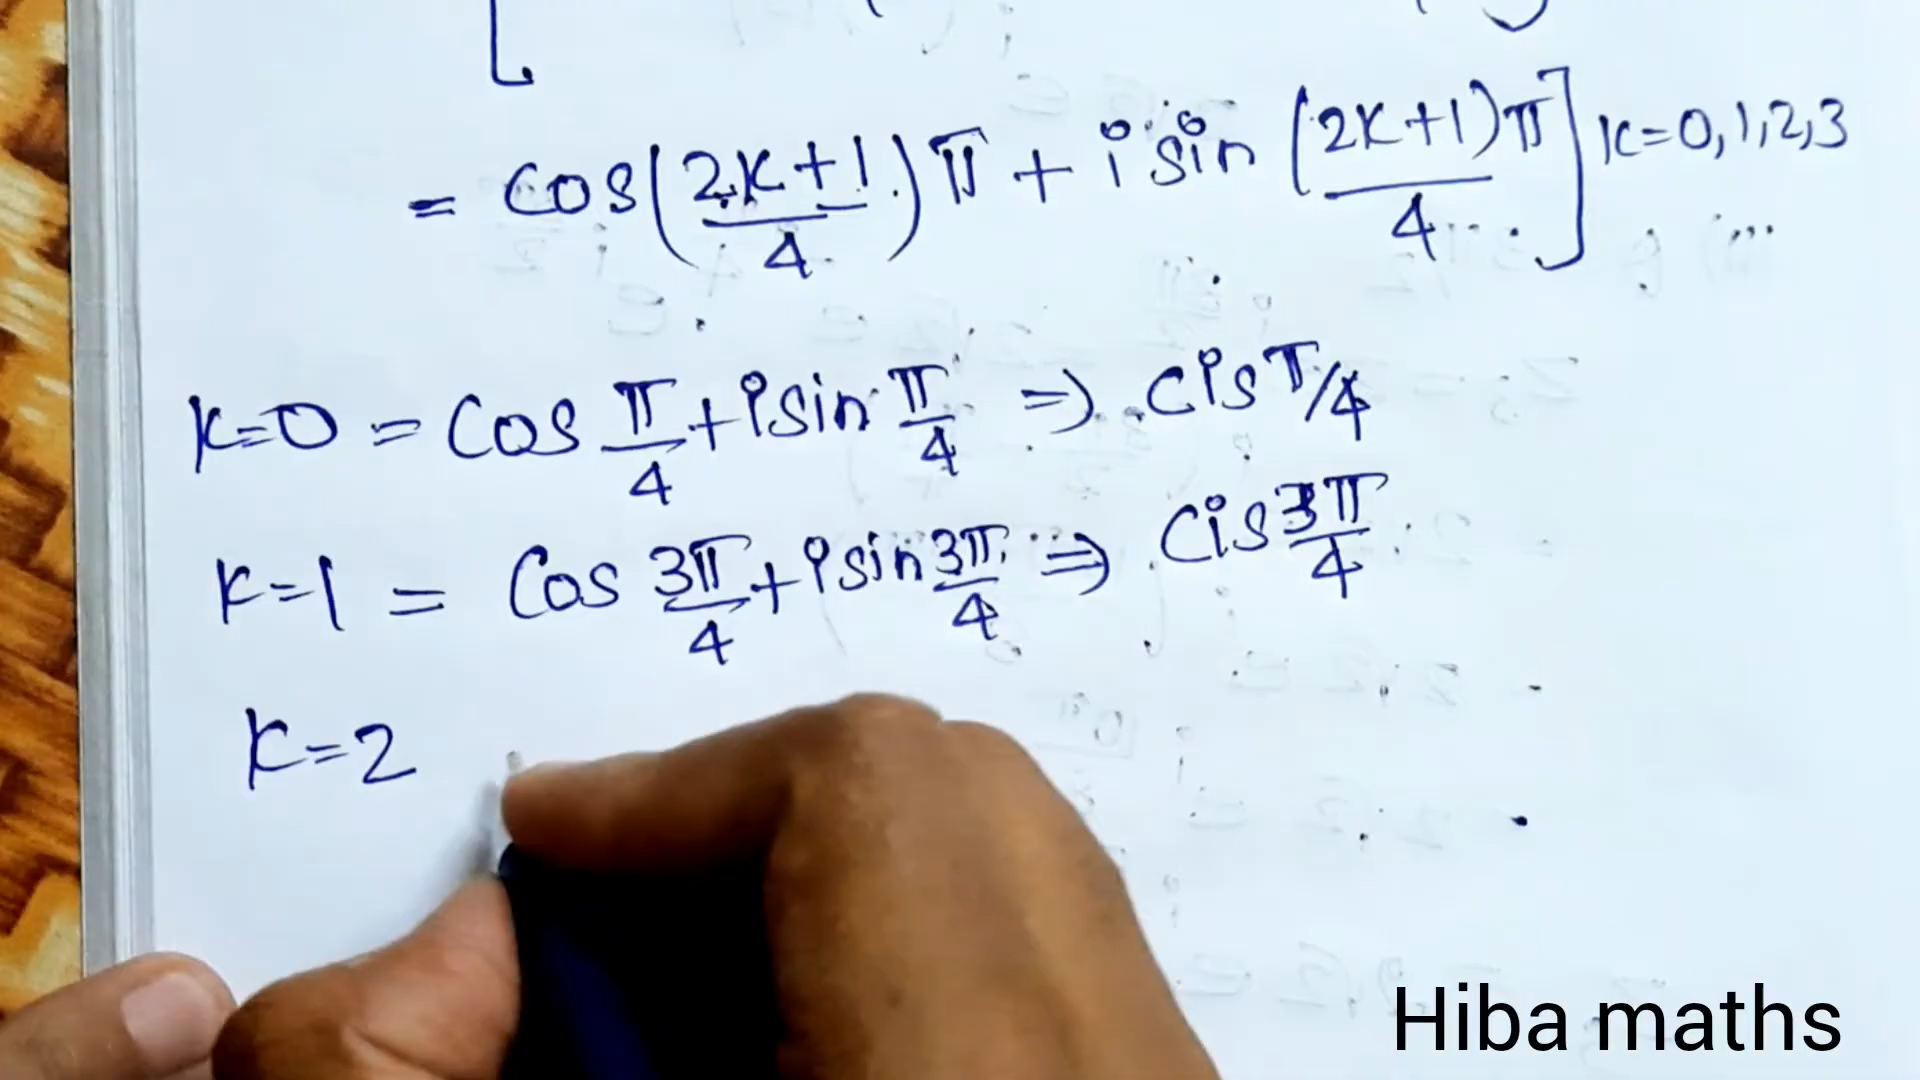 = cos(2k+1/4)π + i sin (2k+1)π/4] k=0,1,2,3
k=0 = cos π/4 + i sin π/4 ⇒ cis π/4
k=1 = cos 3π/4 + i sin 3π/4 ⇒ cis 3π/4
k=2
Hiba maths